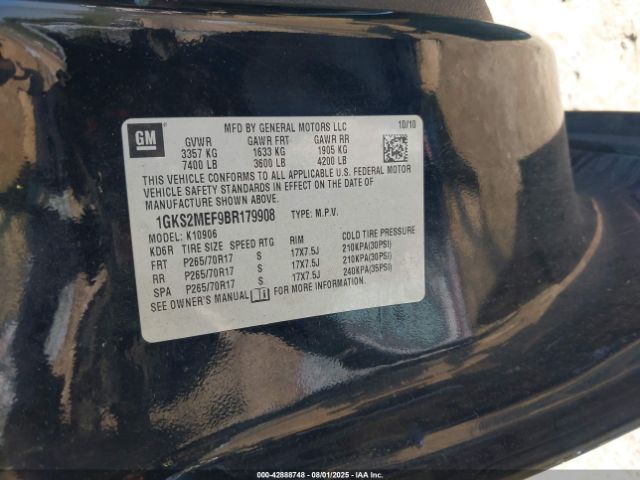 GM
MFD BY GENERAL MOTORS LLC 10/10
GVWR GAWR FRT GAWR RR
3357 KG 1633 KG 1905 KG
7400 LB 3600 LB 4200 LB
THIS VEHICLE CONFORMS TO ALL APPLICABLE U.S. FEDERAL MOTOR
VEHICLE SAFETY STANDARDS IN EFFECT ON THE DATE OF
MANUFACTURE SHOWN ABOVE.
1GKS2MEF9BR179908 TYPE: M.P.V.
MODEL: K10906
KD6R TIRE SIZE SPEED RTG RIM COLD TIRE PRESSURE
FRT P265/70R17 S 17X7.5J 210KPA(30PSI)
RR P265/70R17 S 17X7.5J 210KPA(30PSI)
SPA P265/70R17 S 17X7.5J 240KPA(35PSI)
SEE OWNER'S MANUAL FOR MORE INFORMATION.
000-42888748 - 08/01/2025 - IAA Inc.